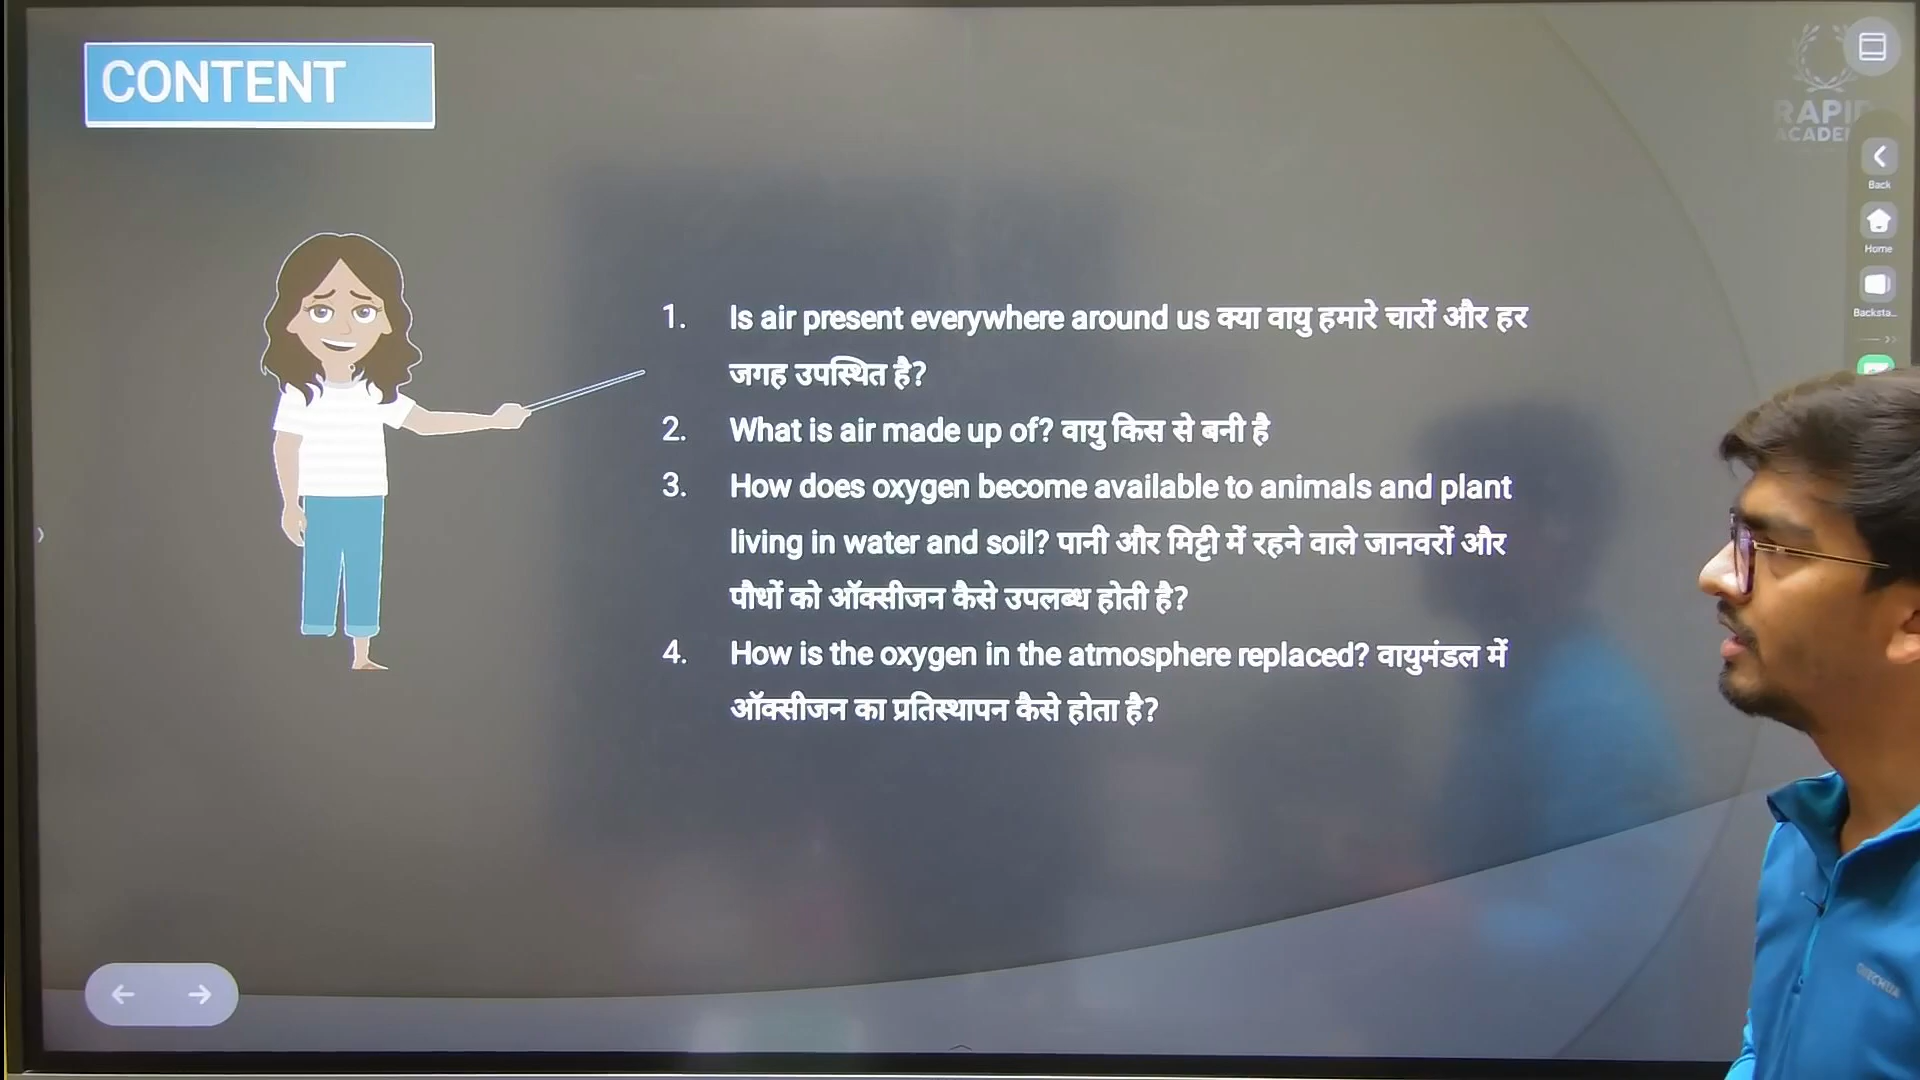 CONTENT
1. Is air present everywhere around us क्या वायु हमारे चारों और हर
जगह उपस्थित है?
2. What is air made up of? वायु किस से बनी है
3. How does oxygen become available to animals and plant
living in water and soil? पानी और मिट्टी में रहने वाले जानवरों और
पौधों को ऑक्सीजन कैसे उपलब्ध होती है?
4. How is the oxygen in the atmosphere replaced? वायुमंडल में
ऑक्सीजन का प्रतिस्थापन कैसे होता है?
Back
Home
Backsta...
QUECHUA